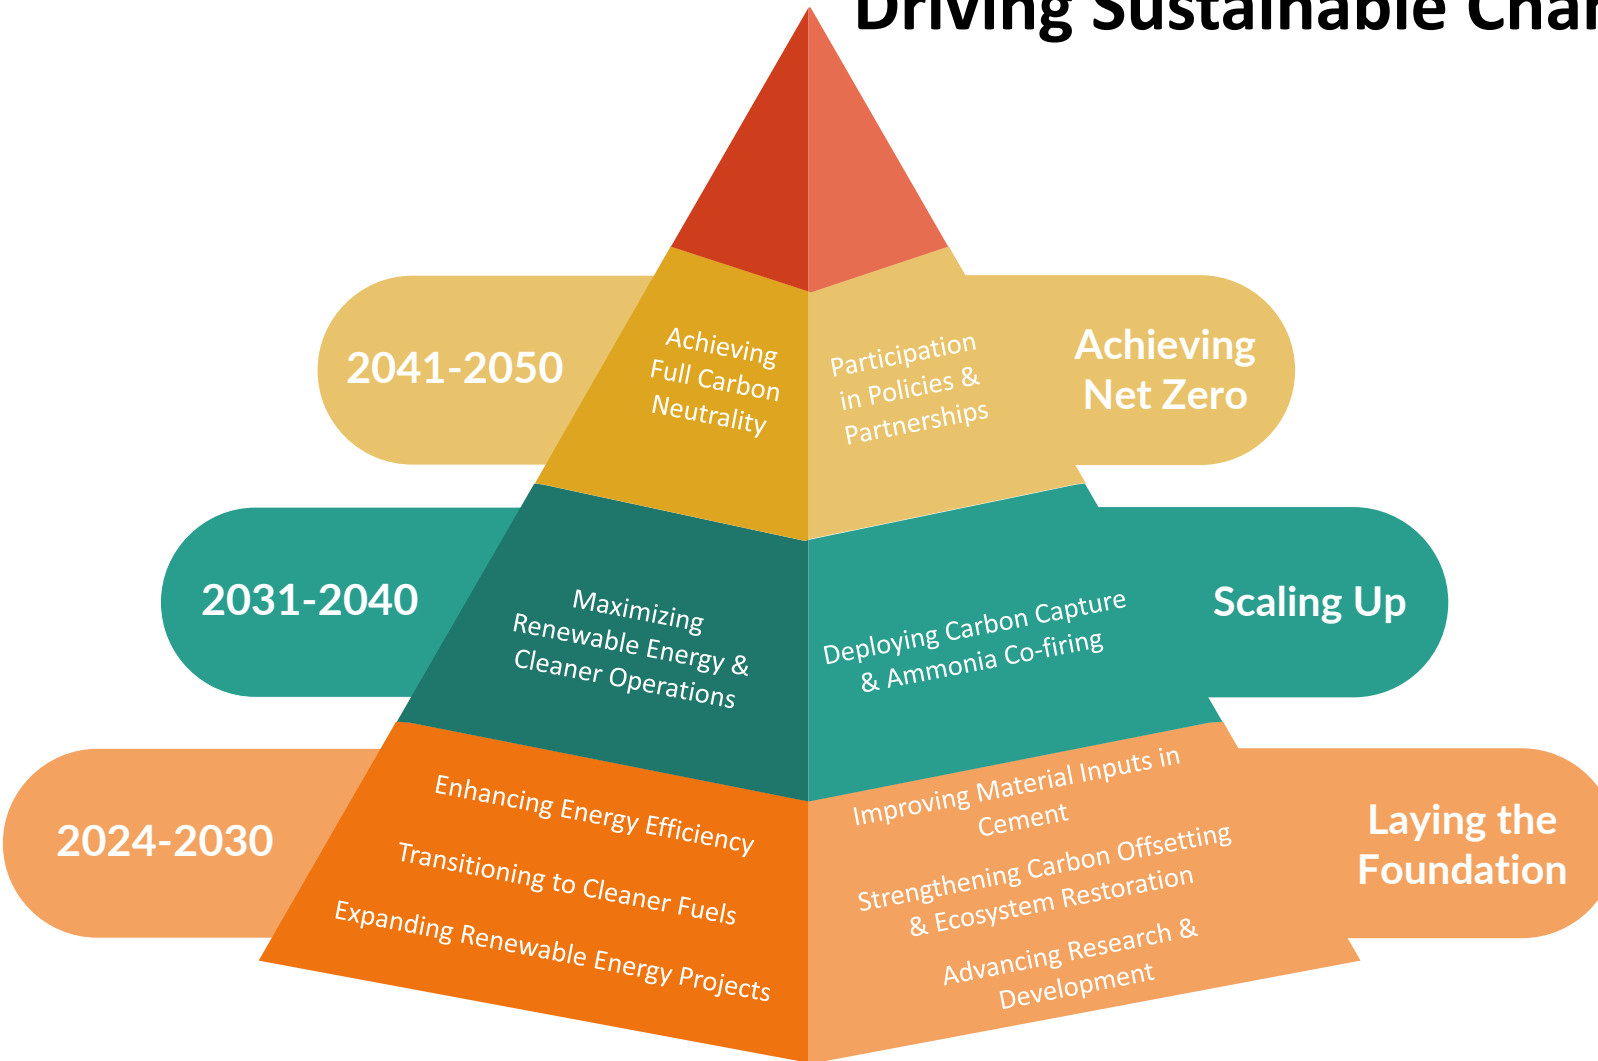 Driving Sustainable
2041-2050
Achieving
Full Carbon
Neutrality
Participation
in Policies &
Partnerships
Achieving
Net Zero
2031-2040
Maximizing
Renewable Energy &
Cleaner Operations
Deploying Carbon Capture
& Ammonia Co-firing
Scaling Up
2024-2030
Enhancing Energy Efficiency
Transitioning to Cleaner Fuels
Expanding Renewable Energy Projects
Improving Material Inputs in
Cement
Strengthening Carbon Offsetting
& Ecosystem Restoration
Advancing Research &
Development
Laying the
Foundation